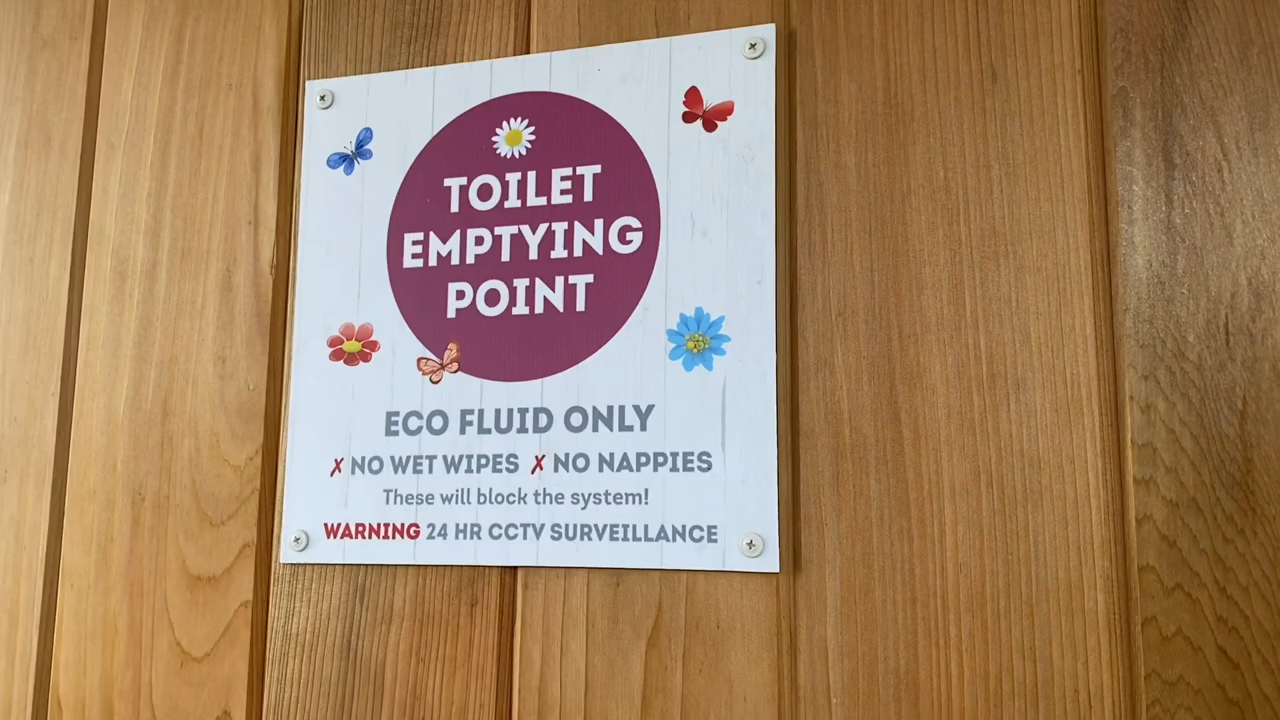 TOILET
EMPTYING
POINT
ECO FLUID ONLY
✗ NO WET WIPES ✗ NO NAPPIES
These will block the system!
WARNING 24 HR CCTV SURVEILLANCE